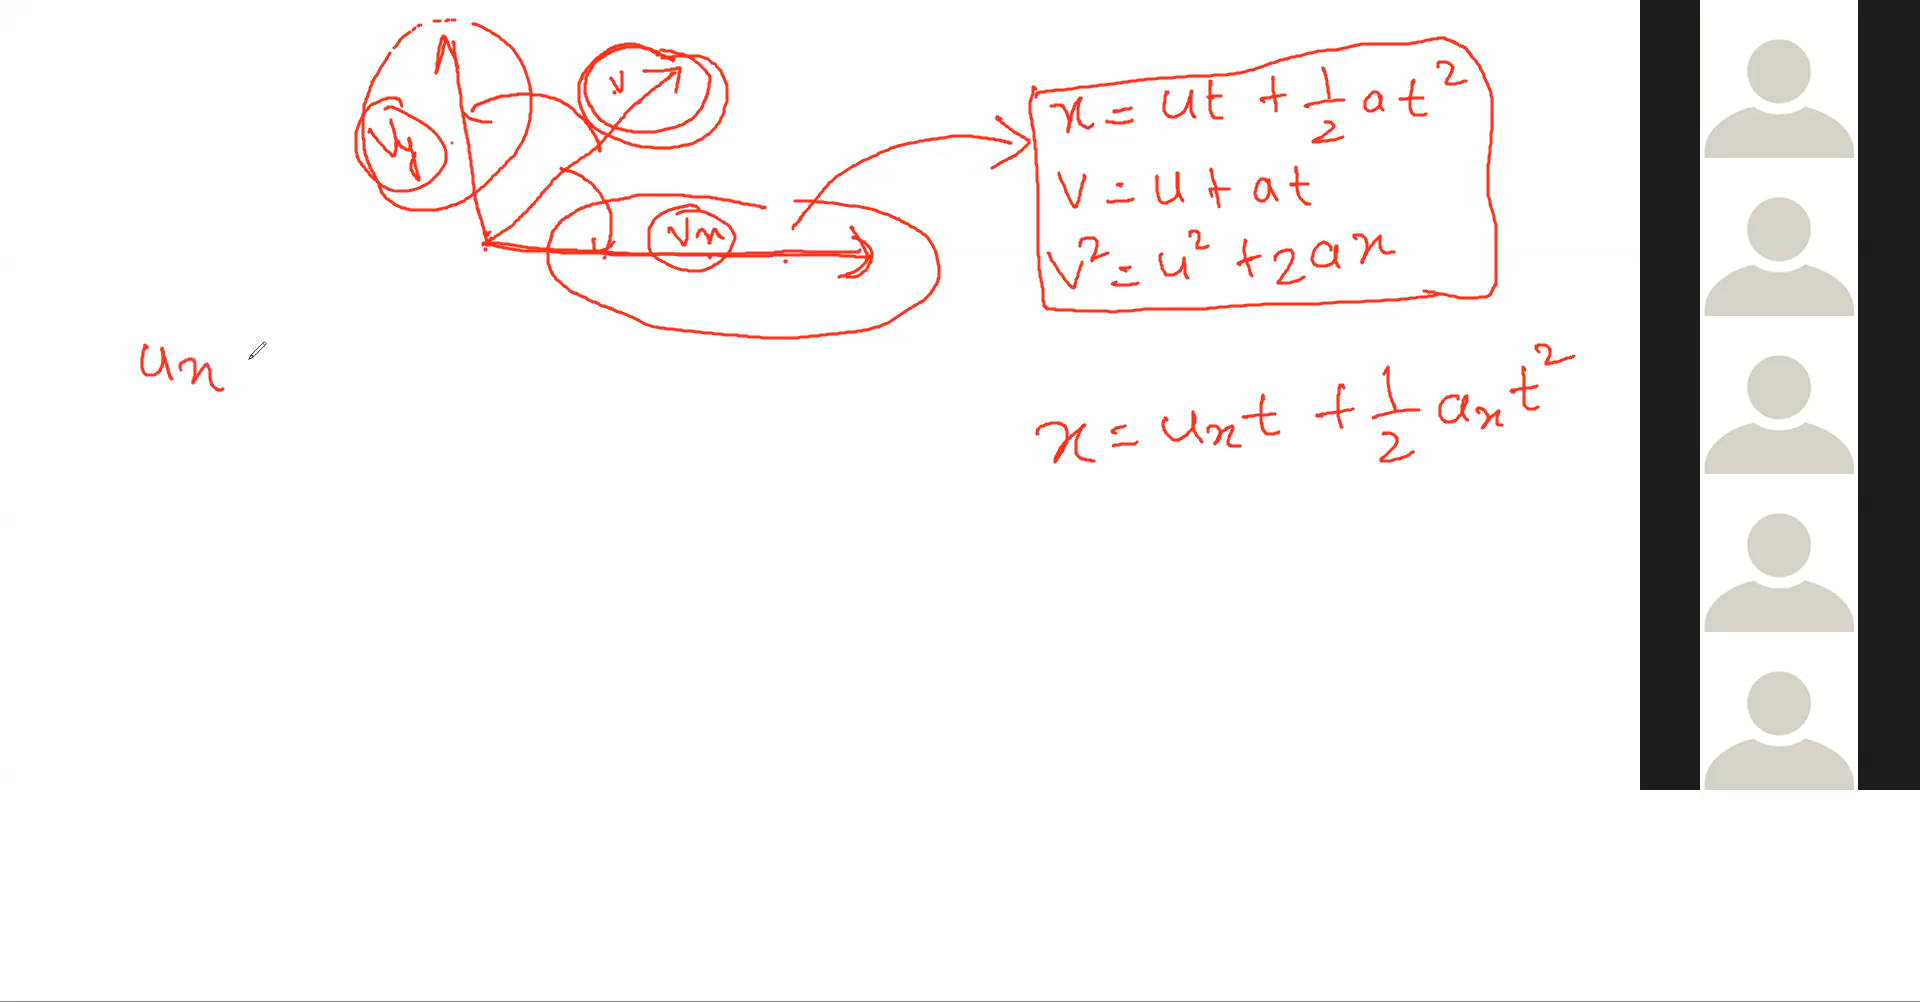 v
Vy
Vx
x = ut + 1/2 at²
v = u + at
v² = u² + 2ax
ux
x = uxt + 1/2 axt²